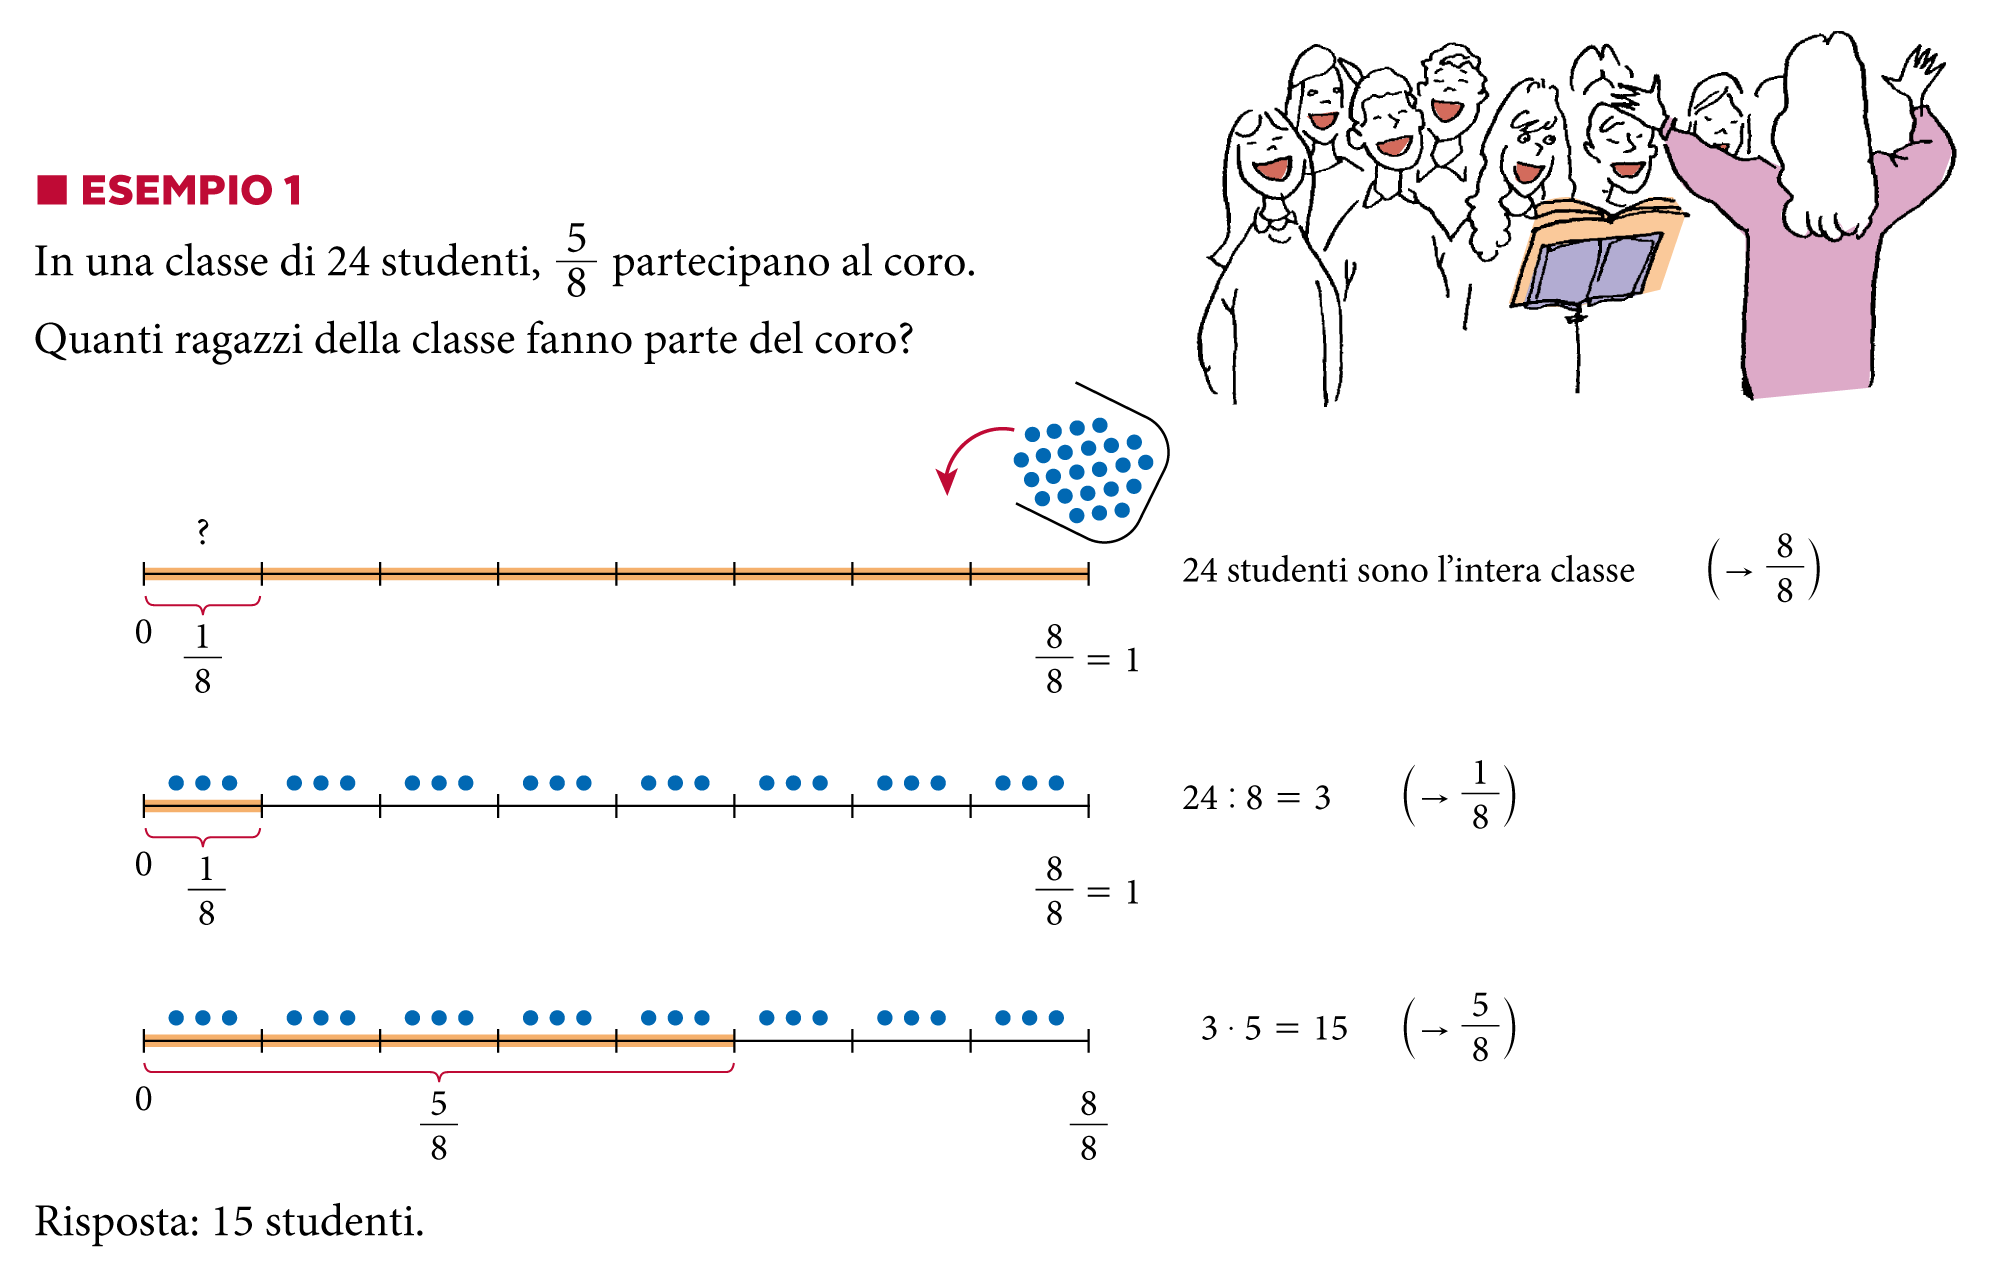 ■ ESEMPIO 1
In una classe di 24 studenti, 5/8 partecipano al coro.
Quanti ragazzi della classe fanno parte del coro?
?
0 1/8 8/8 = 1
24 studenti sono l’intera classe (→ 8/8)
0 1/8 8/8 = 1
24 : 8 = 3 (→ 1/8)
0 5/8 8/8
3 · 5 = 15 (→ 5/8)
Risposta: 15 studenti.